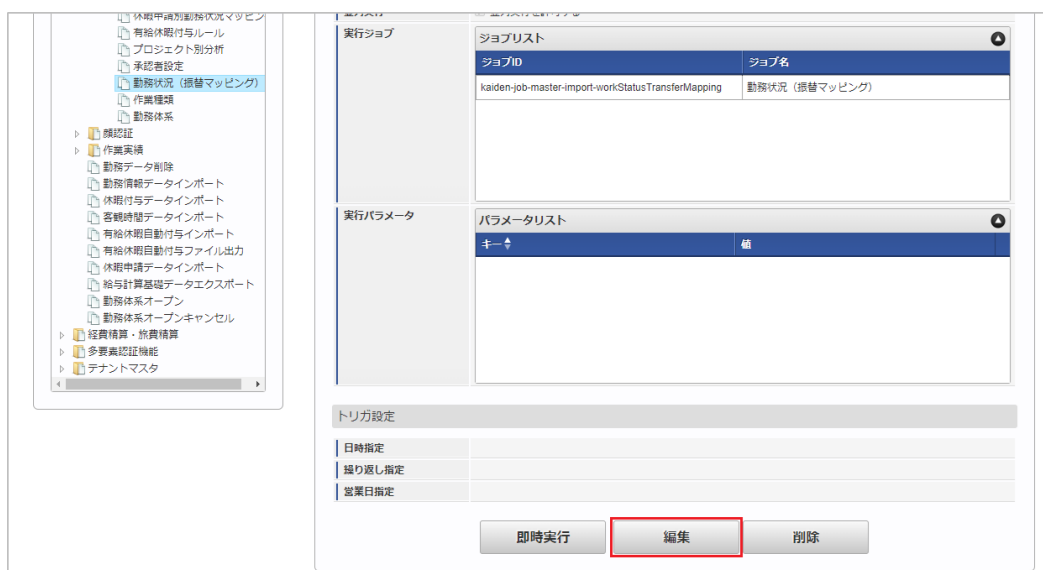 休暇申請別勤務状況マッピン
有給休暇付与ルール
プロジェクト別分析
承認者設定
勤務状況（振替マッピング）
作業種類
勤務体系
顔認証
作業実績
勤務データ削除
勤務情報データインポート
休暇付与データインポート
客観時間データインポート
有給休暇自動付与インポート
有給休暇自動付与ファイル出力
休暇申請データインポート
給与計算基礎データエクスポート
勤務体系オープン
勤務体系オープンキャンセル
経費精算・旅費精算
多要素認証機能
テナントマスタ
並列実行 並列実行を許可する
実行ジョブ
ジョブリスト
ジョブID ジョブ名
kaiden-job-master-import-workStatusTransferMapping 勤務状況（振替マッピング）
実行パラメータ
パラメータリスト
キー 値
トリガ設定
日時指定
繰り返し指定
営業日指定
即時実行 編集 削除